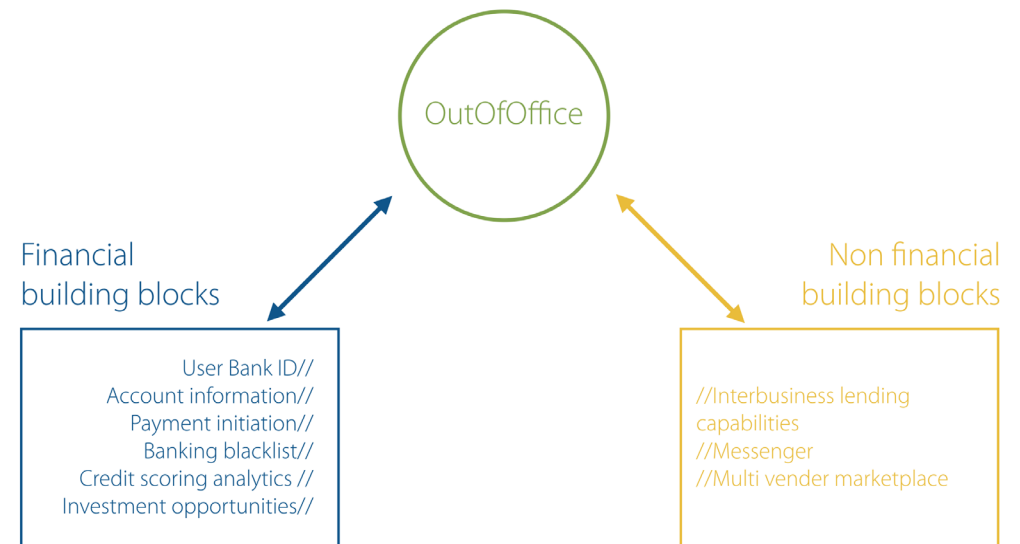 OutOfOffice
Financial
building blocks
User Bank ID//
Account information//
Payment initiation//
Banking blacklist//
Credit scoring analytics //
Investment opportunities//
Non financial
building blocks
//Interbusiness lending
capabilities
//Messenger
//Multi vender marketplace